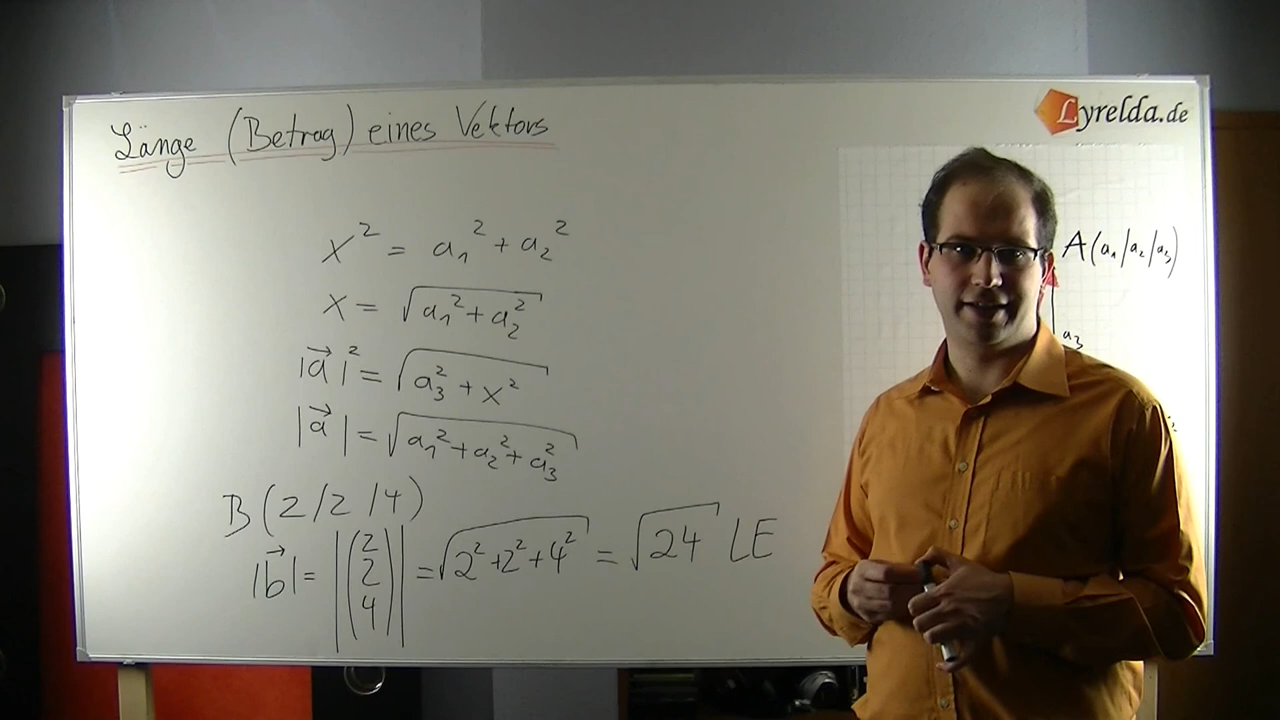 Länge (Betrag) eines Vektors
Lyrelda.de
x² = a₁² + a₂²
x = √(a₁² + a₂²)
|a⃗|² = √(a₃² + x²)
|a⃗| = √(a₁² + a₂² + a₃²)
B (2/2/4)
|b⃗| = |(2 2 4)| = √(2² + 2² + 4²) = √24 LE
A(a₁/a₂/a₃)
a₃